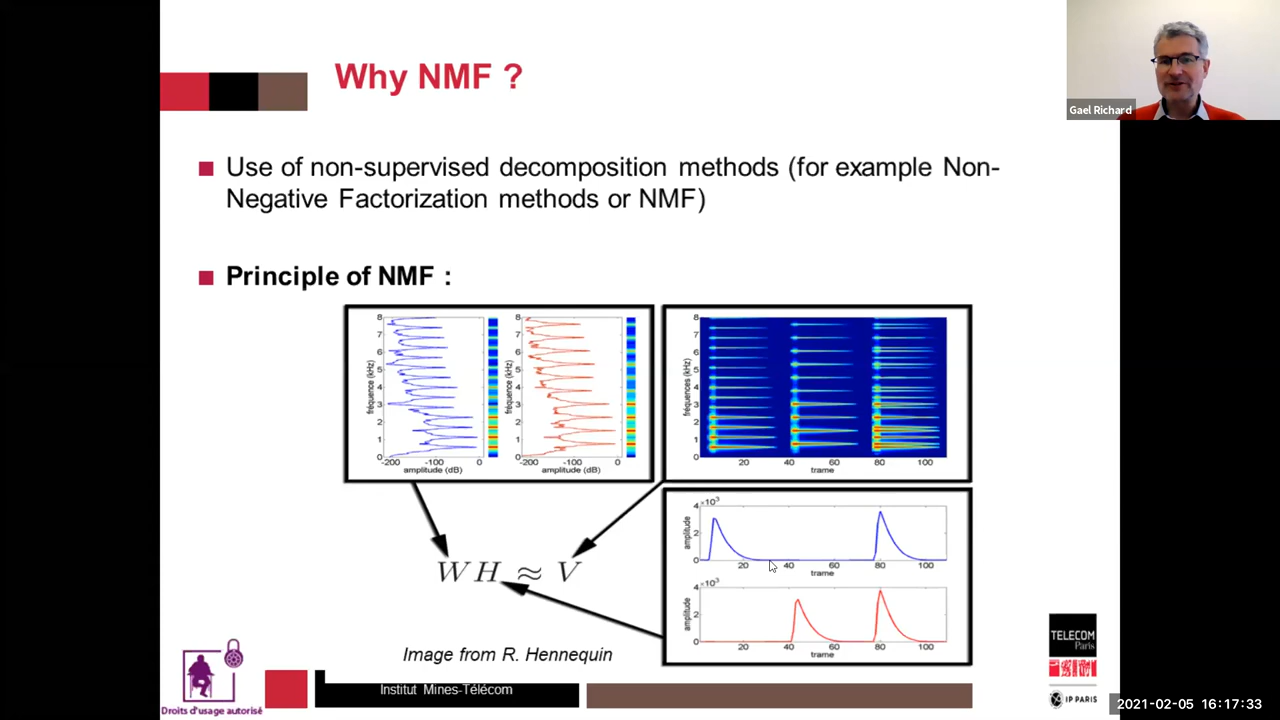 Why NMF ?
Gael Richard
Use of non-supervised decomposition methods (for example Non-
Negative Factorization methods or NMF)
Principle of NMF :
8
7
6
5
4
3
2
1
0
fréquence (kHz)
-200
-100
0
amplitude (dB)
8
7
6
5
4
3
2
1
0
fréquence (kHz)
-200
-100
0
amplitude (dB)
8
7
6
5
4
3
2
1
0
fréquences (kHz)
20
40
60
80
100
trame
×10³
4
2
0
amplitude
20
40
60
80
100
trame
×10³
4
2
0
amplitude
20
40
60
80
100
trame
WH ≈ V
Image from R. Hennequin
Institut Mines-Télécom
Droits d'usage autorisé
TELECOM
Paris
IP PARIS
2021-02-05 16:17:33